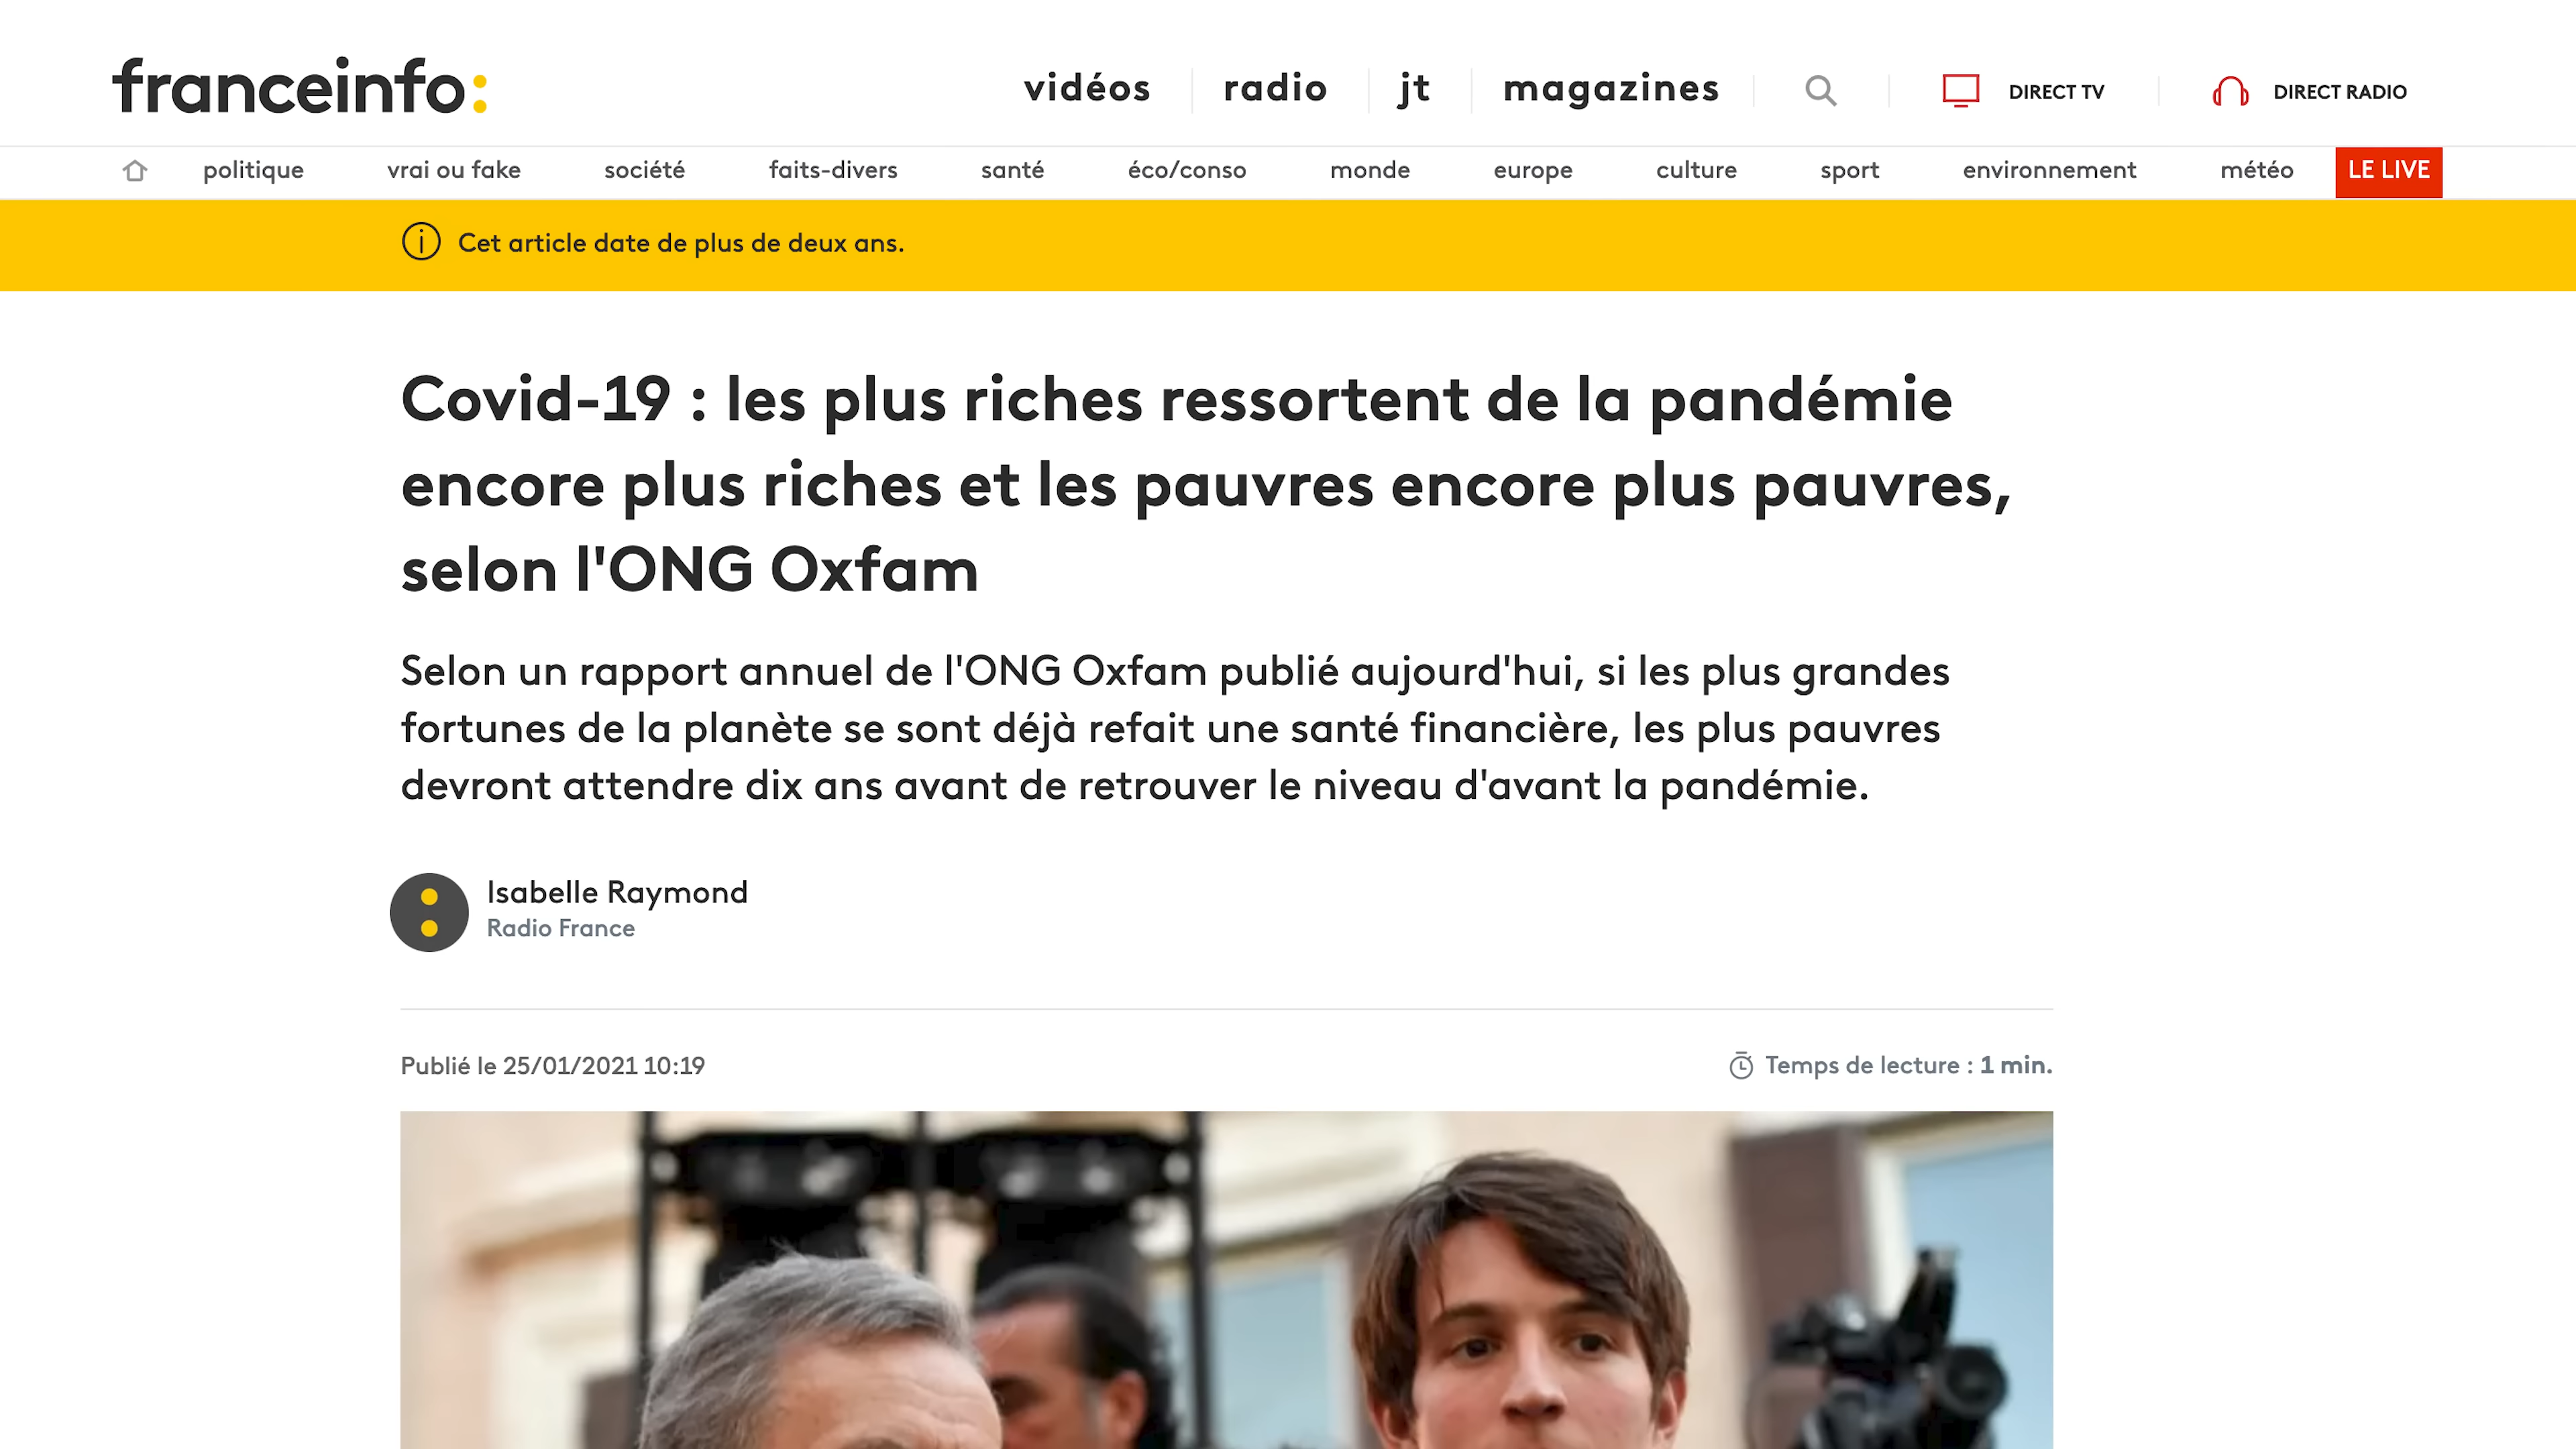 franceinfo:
vidéos radio jt magazines DIRECT TV DIRECT RADIO
politique vrai ou fake société faits-divers santé éco/conso monde europe culture sport environnement météo LE LIVE
Cet article date de plus de deux ans.
Covid-19 : les plus riches ressortent de la pandémie
encore plus riches et les pauvres encore plus pauvres,
selon l'ONG Oxfam
Selon un rapport annuel de l'ONG Oxfam publié aujourd'hui, si les plus grandes
fortunes de la planète se sont déjà refait une santé financière, les plus pauvres
devront attendre dix ans avant de retrouver le niveau d'avant la pandémie.
Isabelle Raymond
Radio France
Publié le 25/01/2021 10:19
Temps de lecture : 1 min.